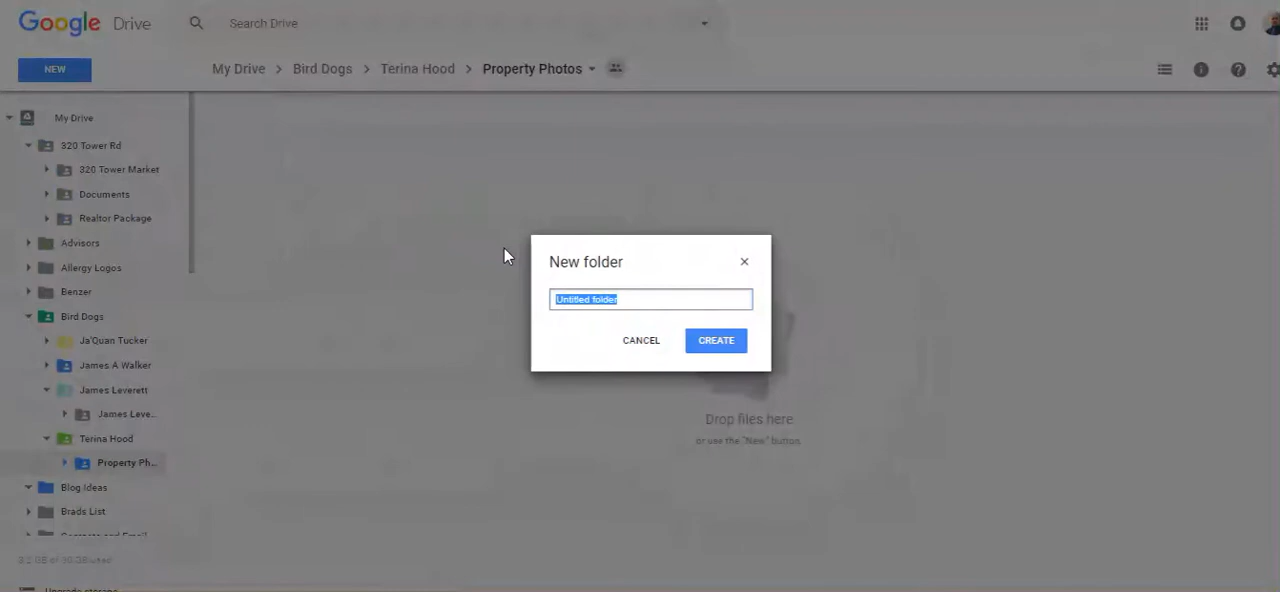 Google Drive
Search Drive
NEW
My Drive > Bird Dogs > Terina Hood > Property Photos
My Drive
320 Tower Rd
320 Tower Market
Documents
Realtor Package
Advisors
Allergy Logos
Benzer
Bird Dogs
Ja'Quan Tucker
James A Walker
James Leverett
James Leve...
Terina Hood
Property Ph...
Blog Ideas
Brads List
New folder
Untitled folder
CANCEL
CREATE
Drop files here
or use the "New" button